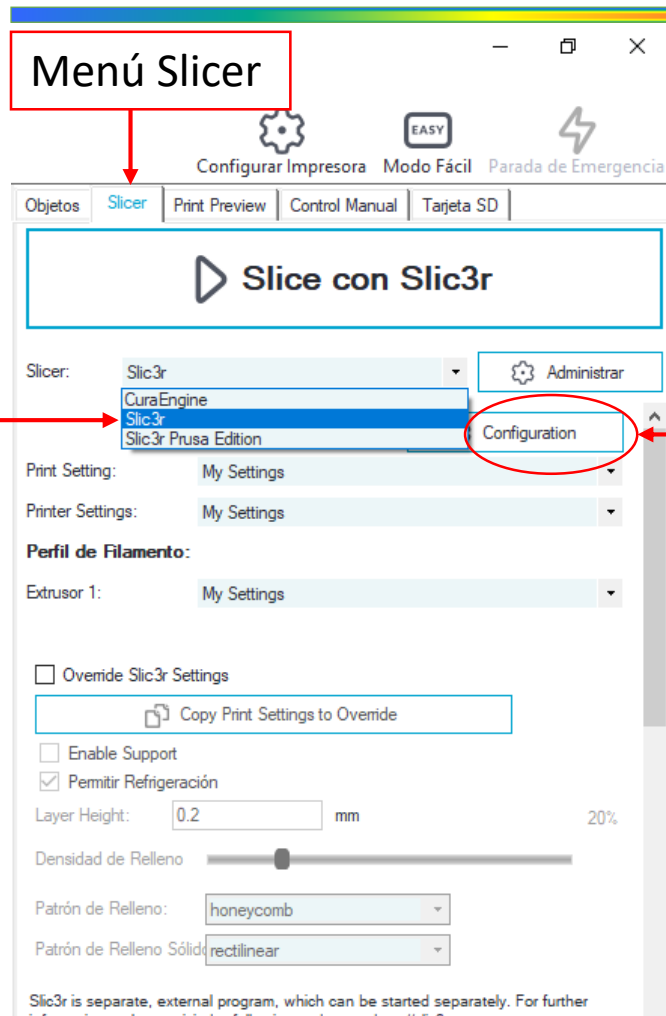 Menú Slicer
EASY
Configurar Impresora Modo Fácil Parada de Emergencia
Objetos Slicer Print Preview Control Manual Tarjeta SD
Slice con Slic3r
Slicer: Slic3r Administrar
CuraEngine
Slic3r
Slic3r Prusa Edition
Configuration
Print Setting: My Settings
Printer Settings: My Settings
Perfil de Filamento:
Extrusor 1: My Settings
Override Slic3r Settings
Copy Print Settings to Override
Enable Support
Permitir Refrigeración
Layer Height: 0.2 mm 20%
Densidad de Relleno
Patrón de Relleno: honeycomb
Patrón de Relleno Sólido rectilinear
Slic3r is separate, external program, which can be started separately. For further